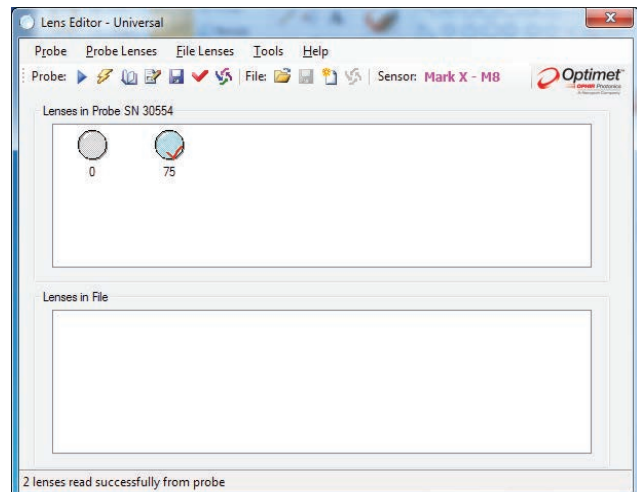 Lens Editor - Universal
Probe Probe Lenses File Lenses Tools Help
Probe: File: Sensor: Mark X - M8 Optimet
Lenses in Probe SN 30554
0 75
Lenses in File
2 lenses read successfully from probe